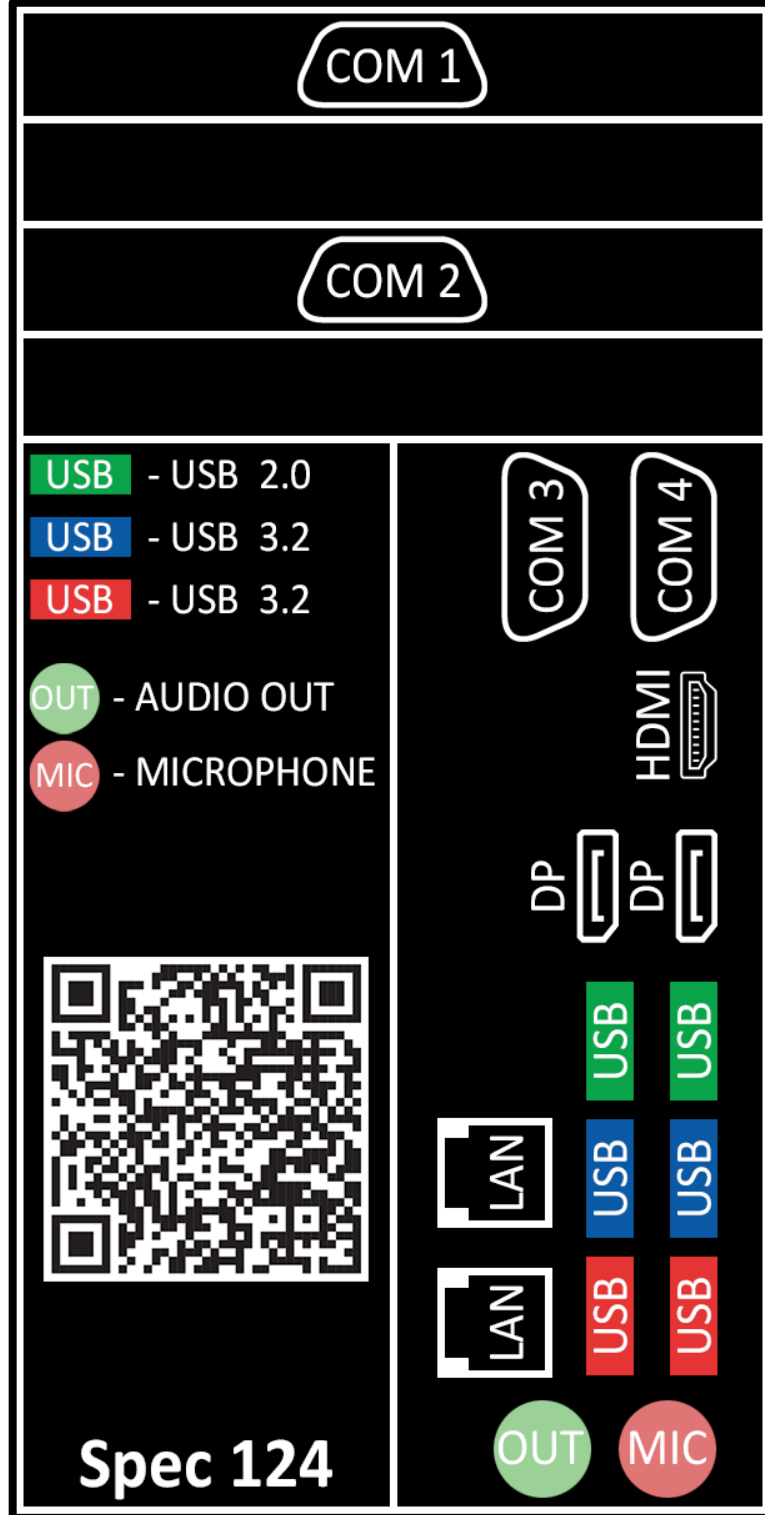 COM 1
COM 2
USB - USB 2.0
USB - USB 3.2
USB - USB 3.2
OUT - AUDIO OUT
MIC - MICROPHONE
Spec 124
COM 3
COM 4
HDMI
DP
DP
USB
USB
LAN
USB
USB
LAN
USB
USB
OUT
MIC